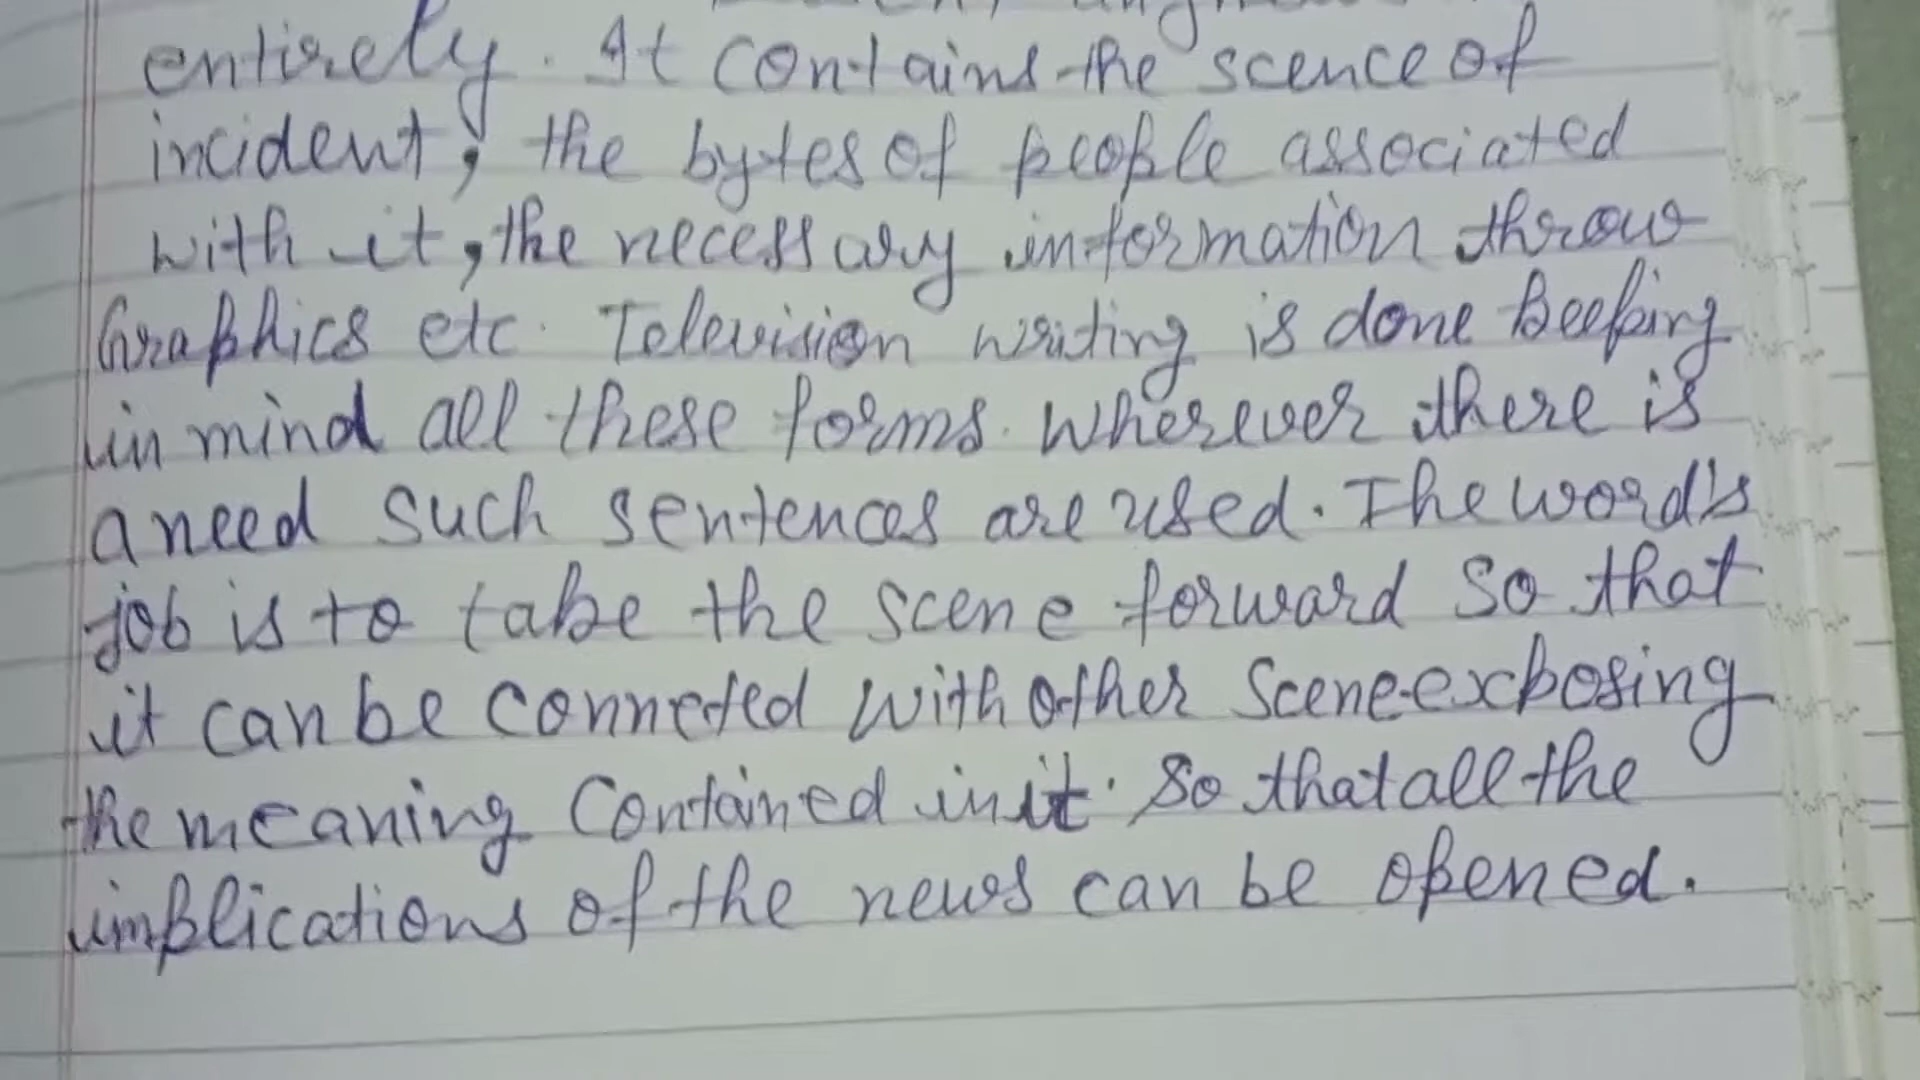 entirely. It contains the scence of
incident, the bytes of people associated
with it, the necessary information throw
Graphics etc. Television writing is done Keeping
in mind all these forms. Wherever there is
a need such sentences are used. The word's
job is to take the scene forward so that
it can be conneted with other Scene-exposing
the meaning Contained in it. So that all the
implications of the news can be opened.